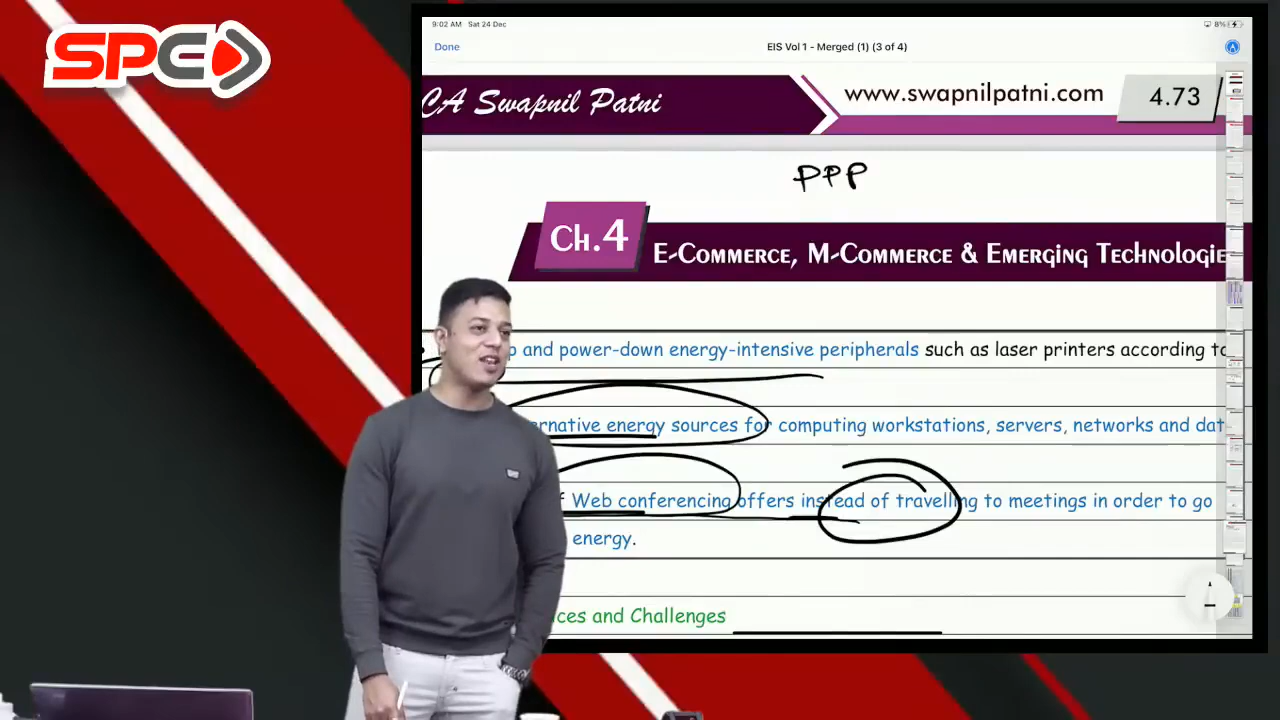 SPC
9:02 AM Sat 24 Dec
8%
Done
EIS Vol 1 - Merged (1) (3 of 4)
CA Swapnil Patni
www.swapnilpatni.com
4.73
PPP
Ch.4
E-Commerce, M-Commerce & Emerging Technologie
and power-down energy-intensive peripherals such as laser printers according to
ernative energy sources for computing workstations, servers, networks and dat
f Web conferencing offers instead of travelling to meetings in order to go
energy.
ces and Challenges